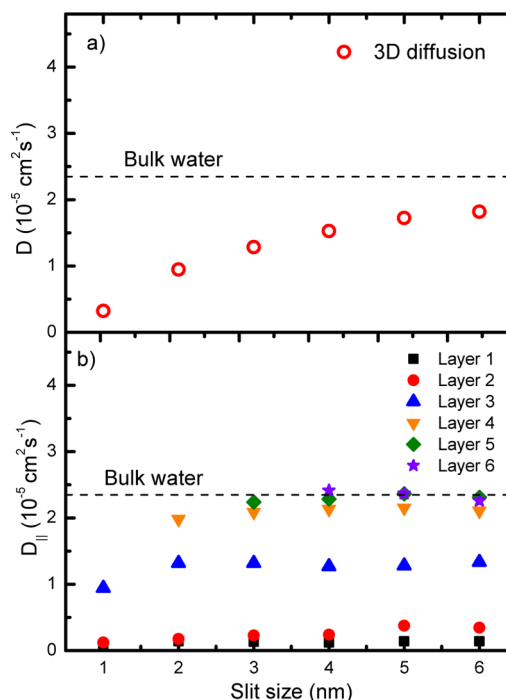 a)
3D diffusion
4
3
2
1
0
Bulk water
D (10⁻⁵ cm²s⁻¹)
b)
Layer 1
Layer 2
Layer 3
Layer 4
Layer 5
Layer 6
4
3
2
1
0
Bulk water
D|| (10⁻⁵ cm²s⁻¹)
1 2 3 4 5 6
Slit size (nm)